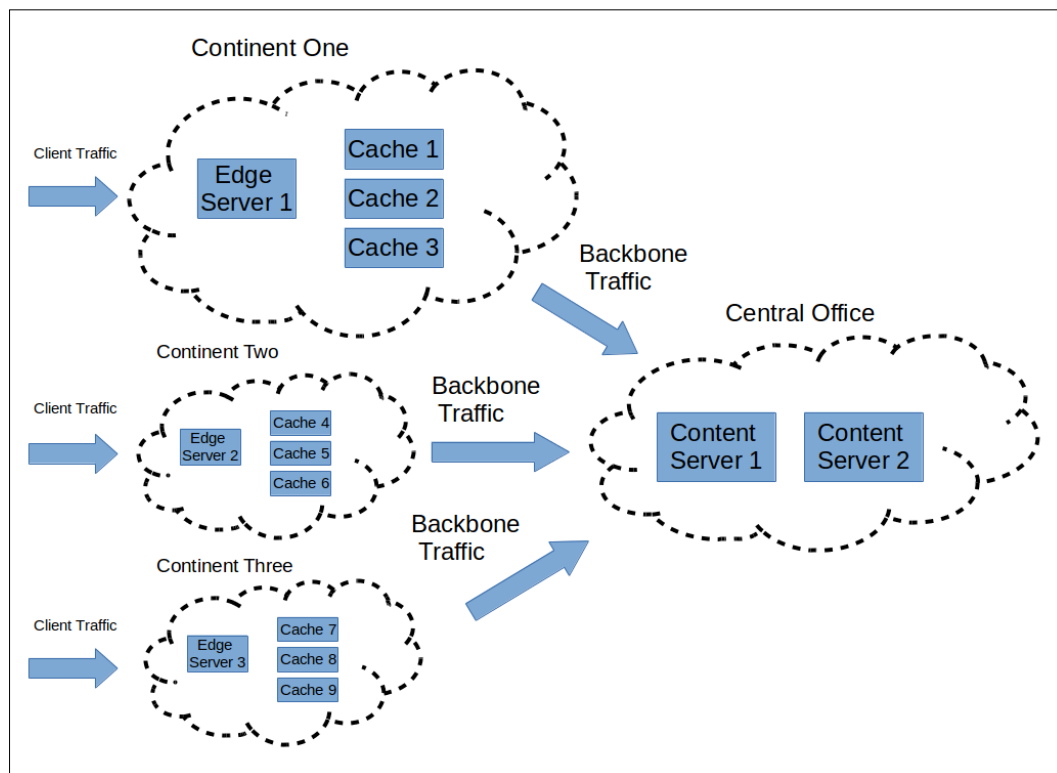 Continent One
Client Traffic
Edge
Server 1
Cache 1
Cache 2
Cache 3
Backbone
Traffic
Continent Two
Client Traffic
Edge
Server 2
Cache 4
Cache 5
Cache 6
Backbone
Traffic
Continent Three
Client Traffic
Edge
Server 3
Cache 7
Cache 8
Cache 9
Backbone
Traffic
Central Office
Content
Server 1
Content
Server 2